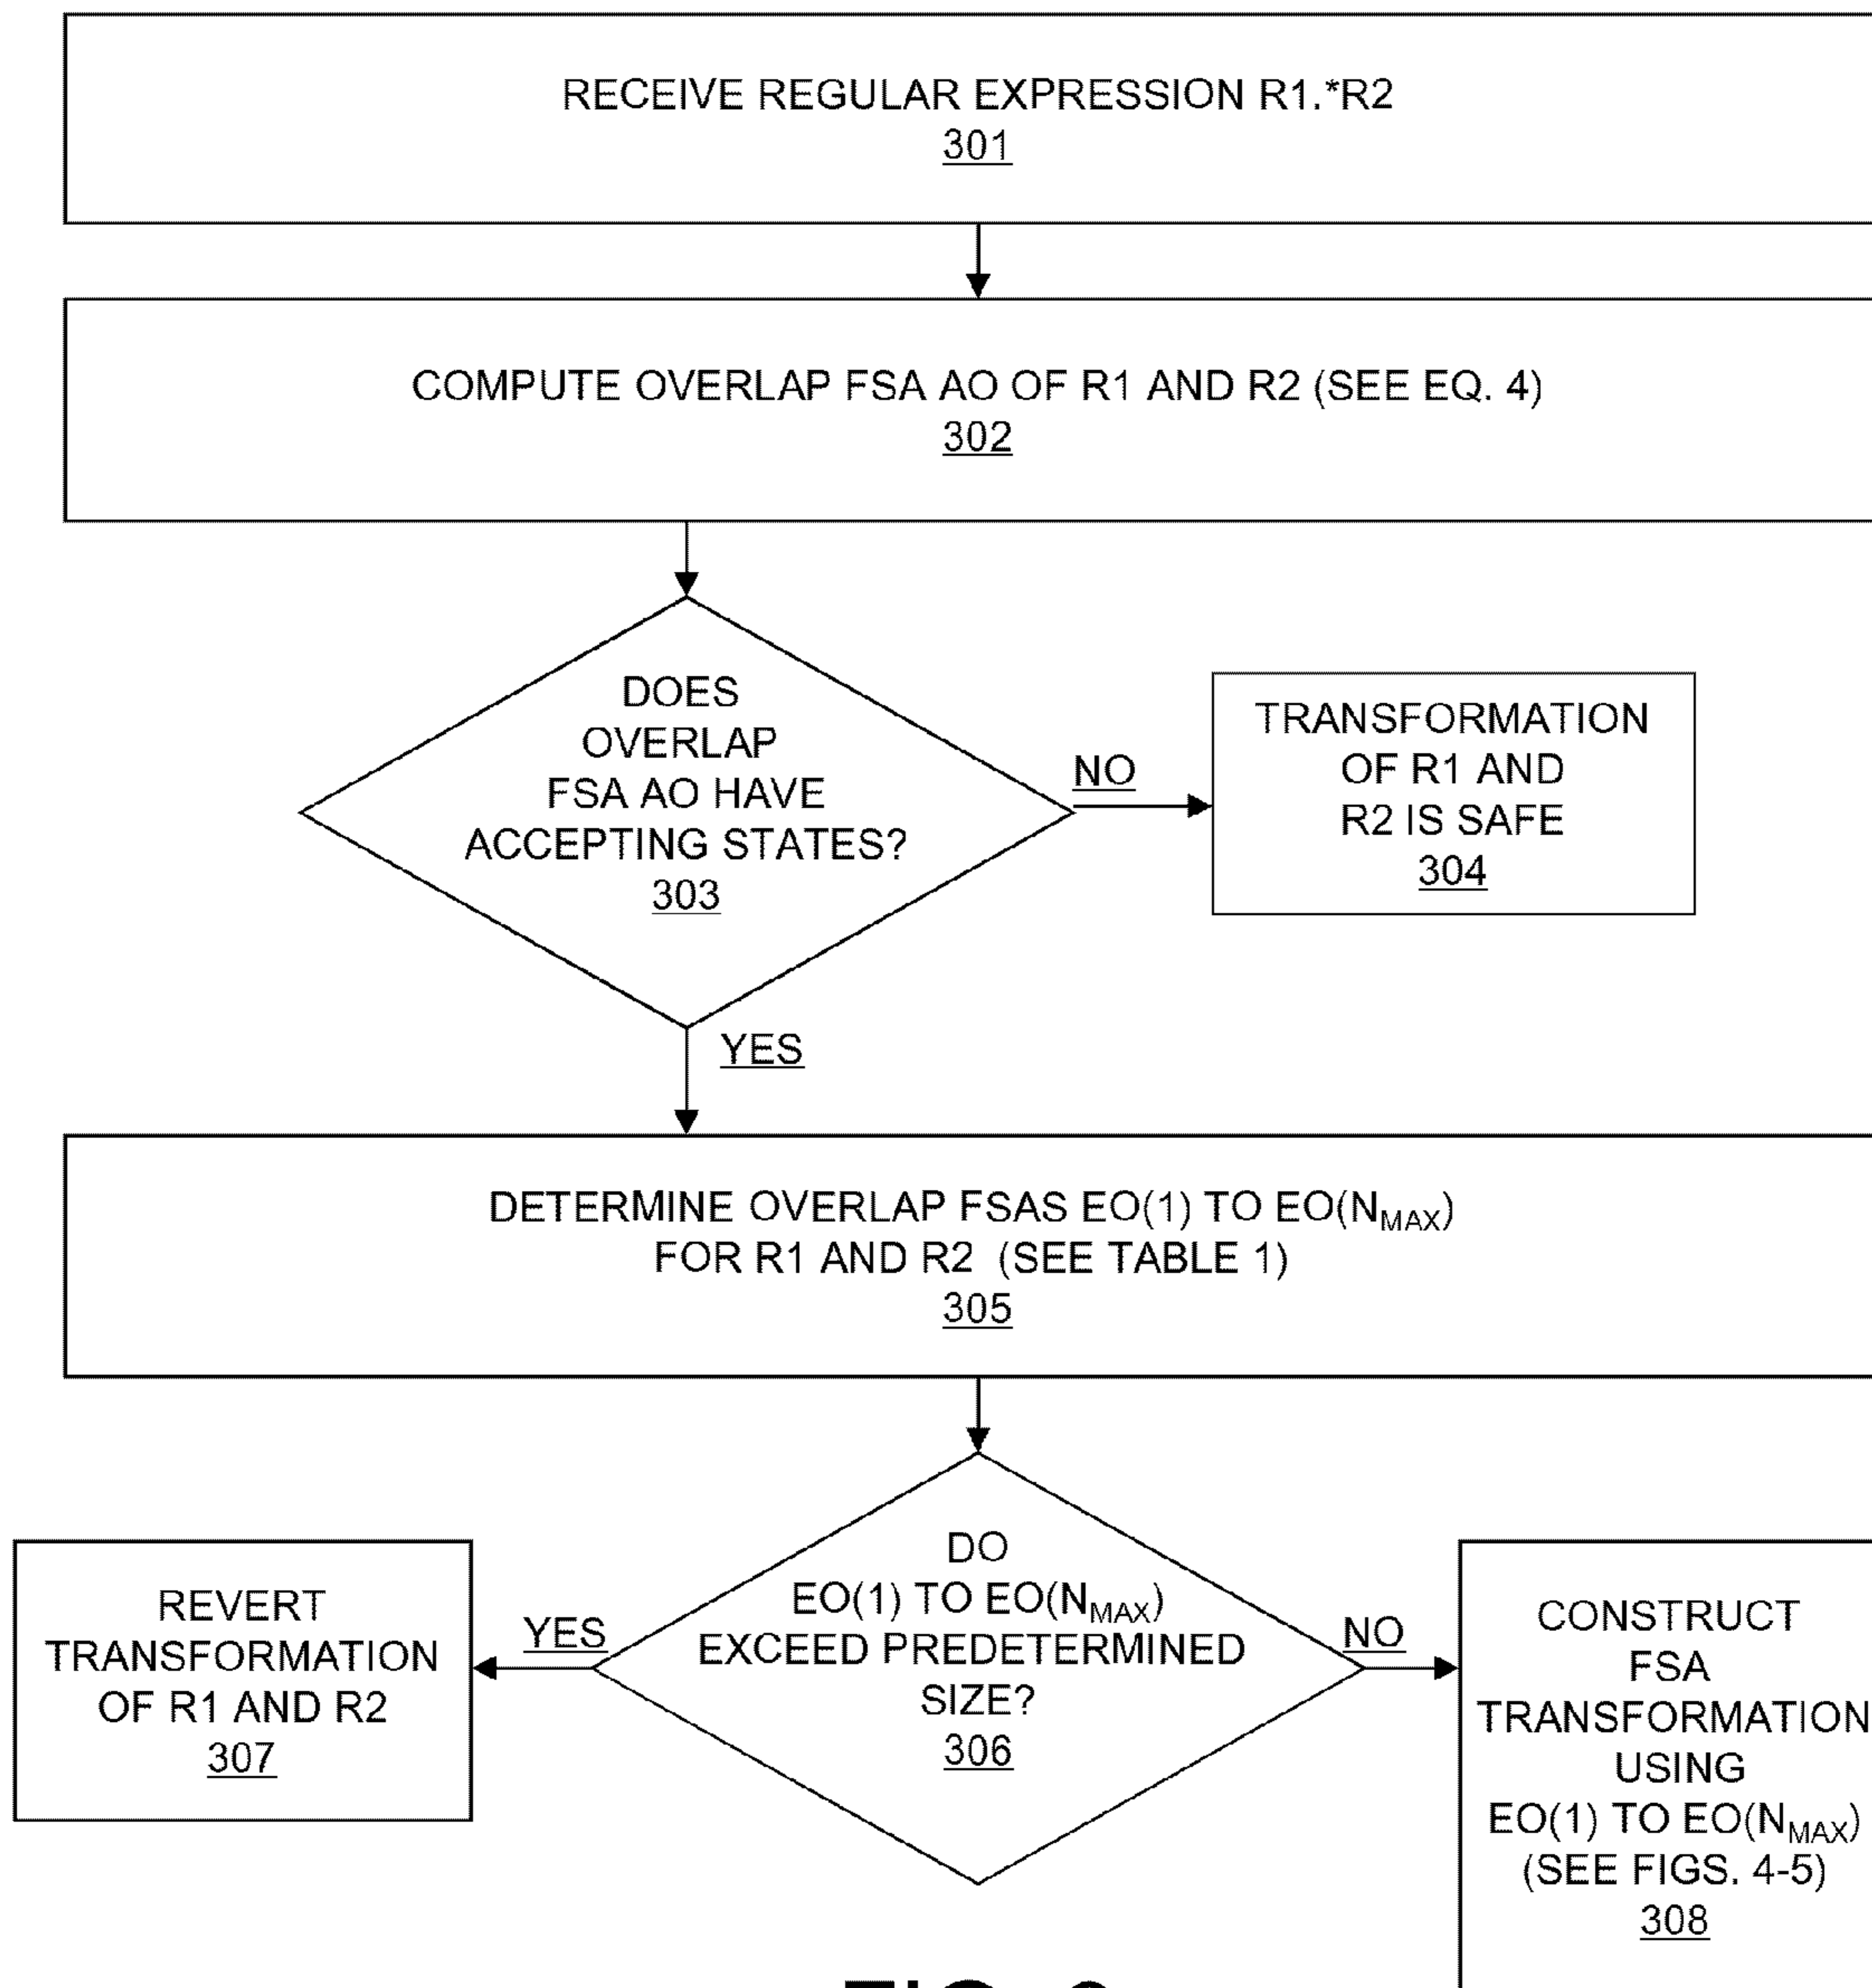 RECEIVE REGULAR EXPRESSION R1.*R2
301
COMPUTE OVERLAP FSA AO OF R1 AND R2 (SEE EQ. 4)
302
DOES
OVERLAP
FSA AO HAVE
ACCEPTING STATES?
303
NO
TRANSFORMATION
OF R1 AND
R2 IS SAFE
304
YES
DETERMINE OVERLAP FSAS EO(1) TO EO(NMAX)
FOR R1 AND R2 (SEE TABLE 1)
305
DO
EO(1) TO EO(NMAX)
EXCEED PREDETERMINED
SIZE?
306
YES
REVERT
TRANSFORMATION
OF R1 AND R2
307
NO
CONSTRUCT
FSA
TRANSFORMATION
USING
EO(1) TO EO(NMAX)
(SEE FIGS. 4-5)
308